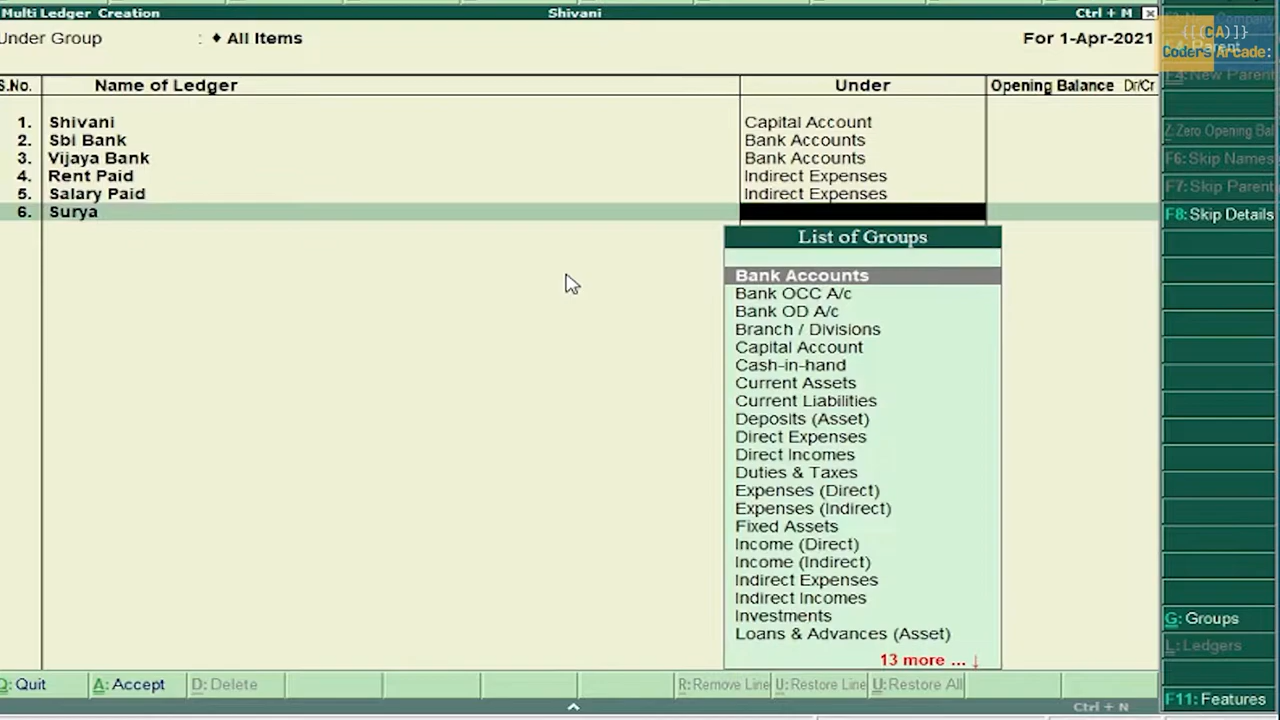 Multi Ledger Creation Shivani Ctrl + M
Under Group : ♦ All Items For 1-Apr-2021
S.No. Name of Ledger Under Opening Balance Dr/Cr
1. Shivani Capital Account
2. Sbi Bank Bank Accounts
3. Vijaya Bank Bank Accounts
4. Rent Paid Indirect Expenses
5. Salary Paid Indirect Expenses
6. Surya
List of Groups
Bank Accounts
Bank OCC A/c
Bank OD A/c
Branch / Divisions
Capital Account
Cash-in-hand
Current Assets
Current Liabilities
Deposits (Asset)
Direct Expenses
Direct Incomes
Duties & Taxes
Expenses (Direct)
Expenses (Indirect)
Fixed Assets
Income (Direct)
Income (Indirect)
Indirect Expenses
Indirect Incomes
Investments
Loans & Advances (Asset)
13 more ... ↓
{[(CA)]}
Coders Arcade:
New Parent
Z: Zero Opening Bal
F6: Skip Names
F7: Skip Parent
F8: Skip Details
G: Groups
L: Ledgers
F11: Features
Q: Quit A: Accept D: Delete R: Remove Line U: Restore Line U: Restore All
Ctrl + N